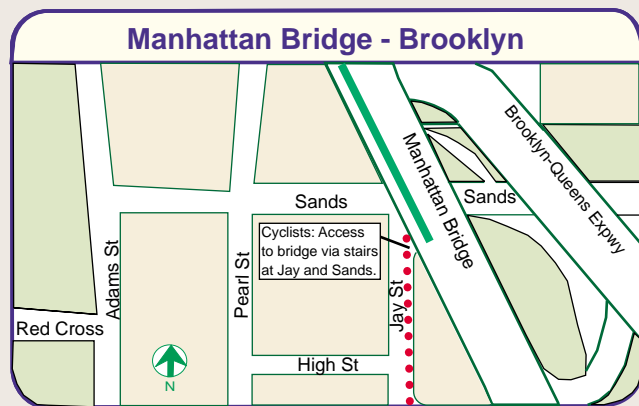 Manhattan Bridge - Brooklyn
Sands
Sands
Manhattan Bridge
Brooklyn-Queens Expwy
Cyclists: Access
to bridge via stairs
at Jay and Sands.
Adams St
Pearl St
Jay St
Red Cross
High St
N